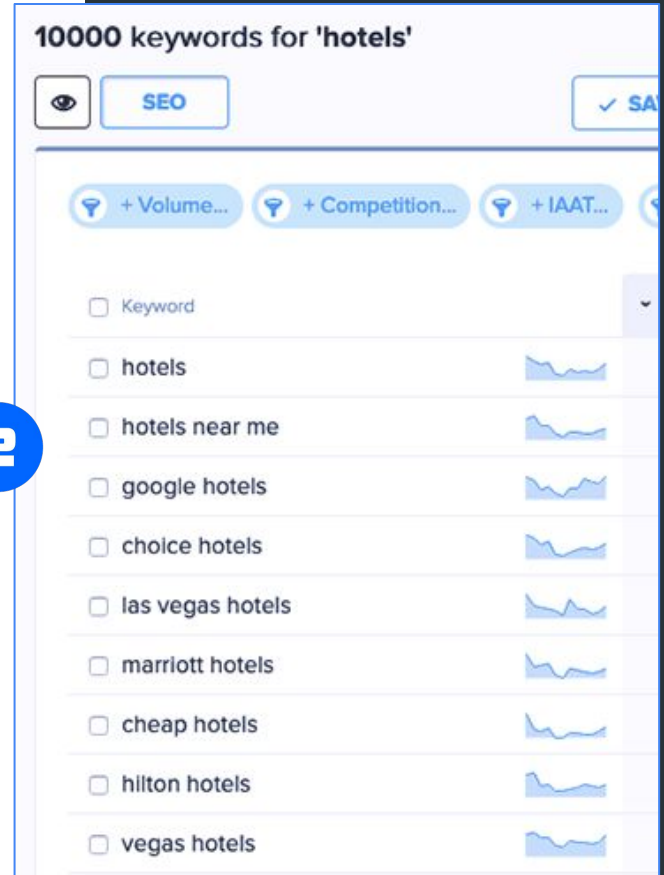 10000 keywords for 'hotels'
SEO
+ Volume...
+ Competition...
+ IAAT...
Keyword
hotels
hotels near me
google hotels
choice hotels
las vegas hotels
marriott hotels
cheap hotels
hilton hotels
vegas hotels